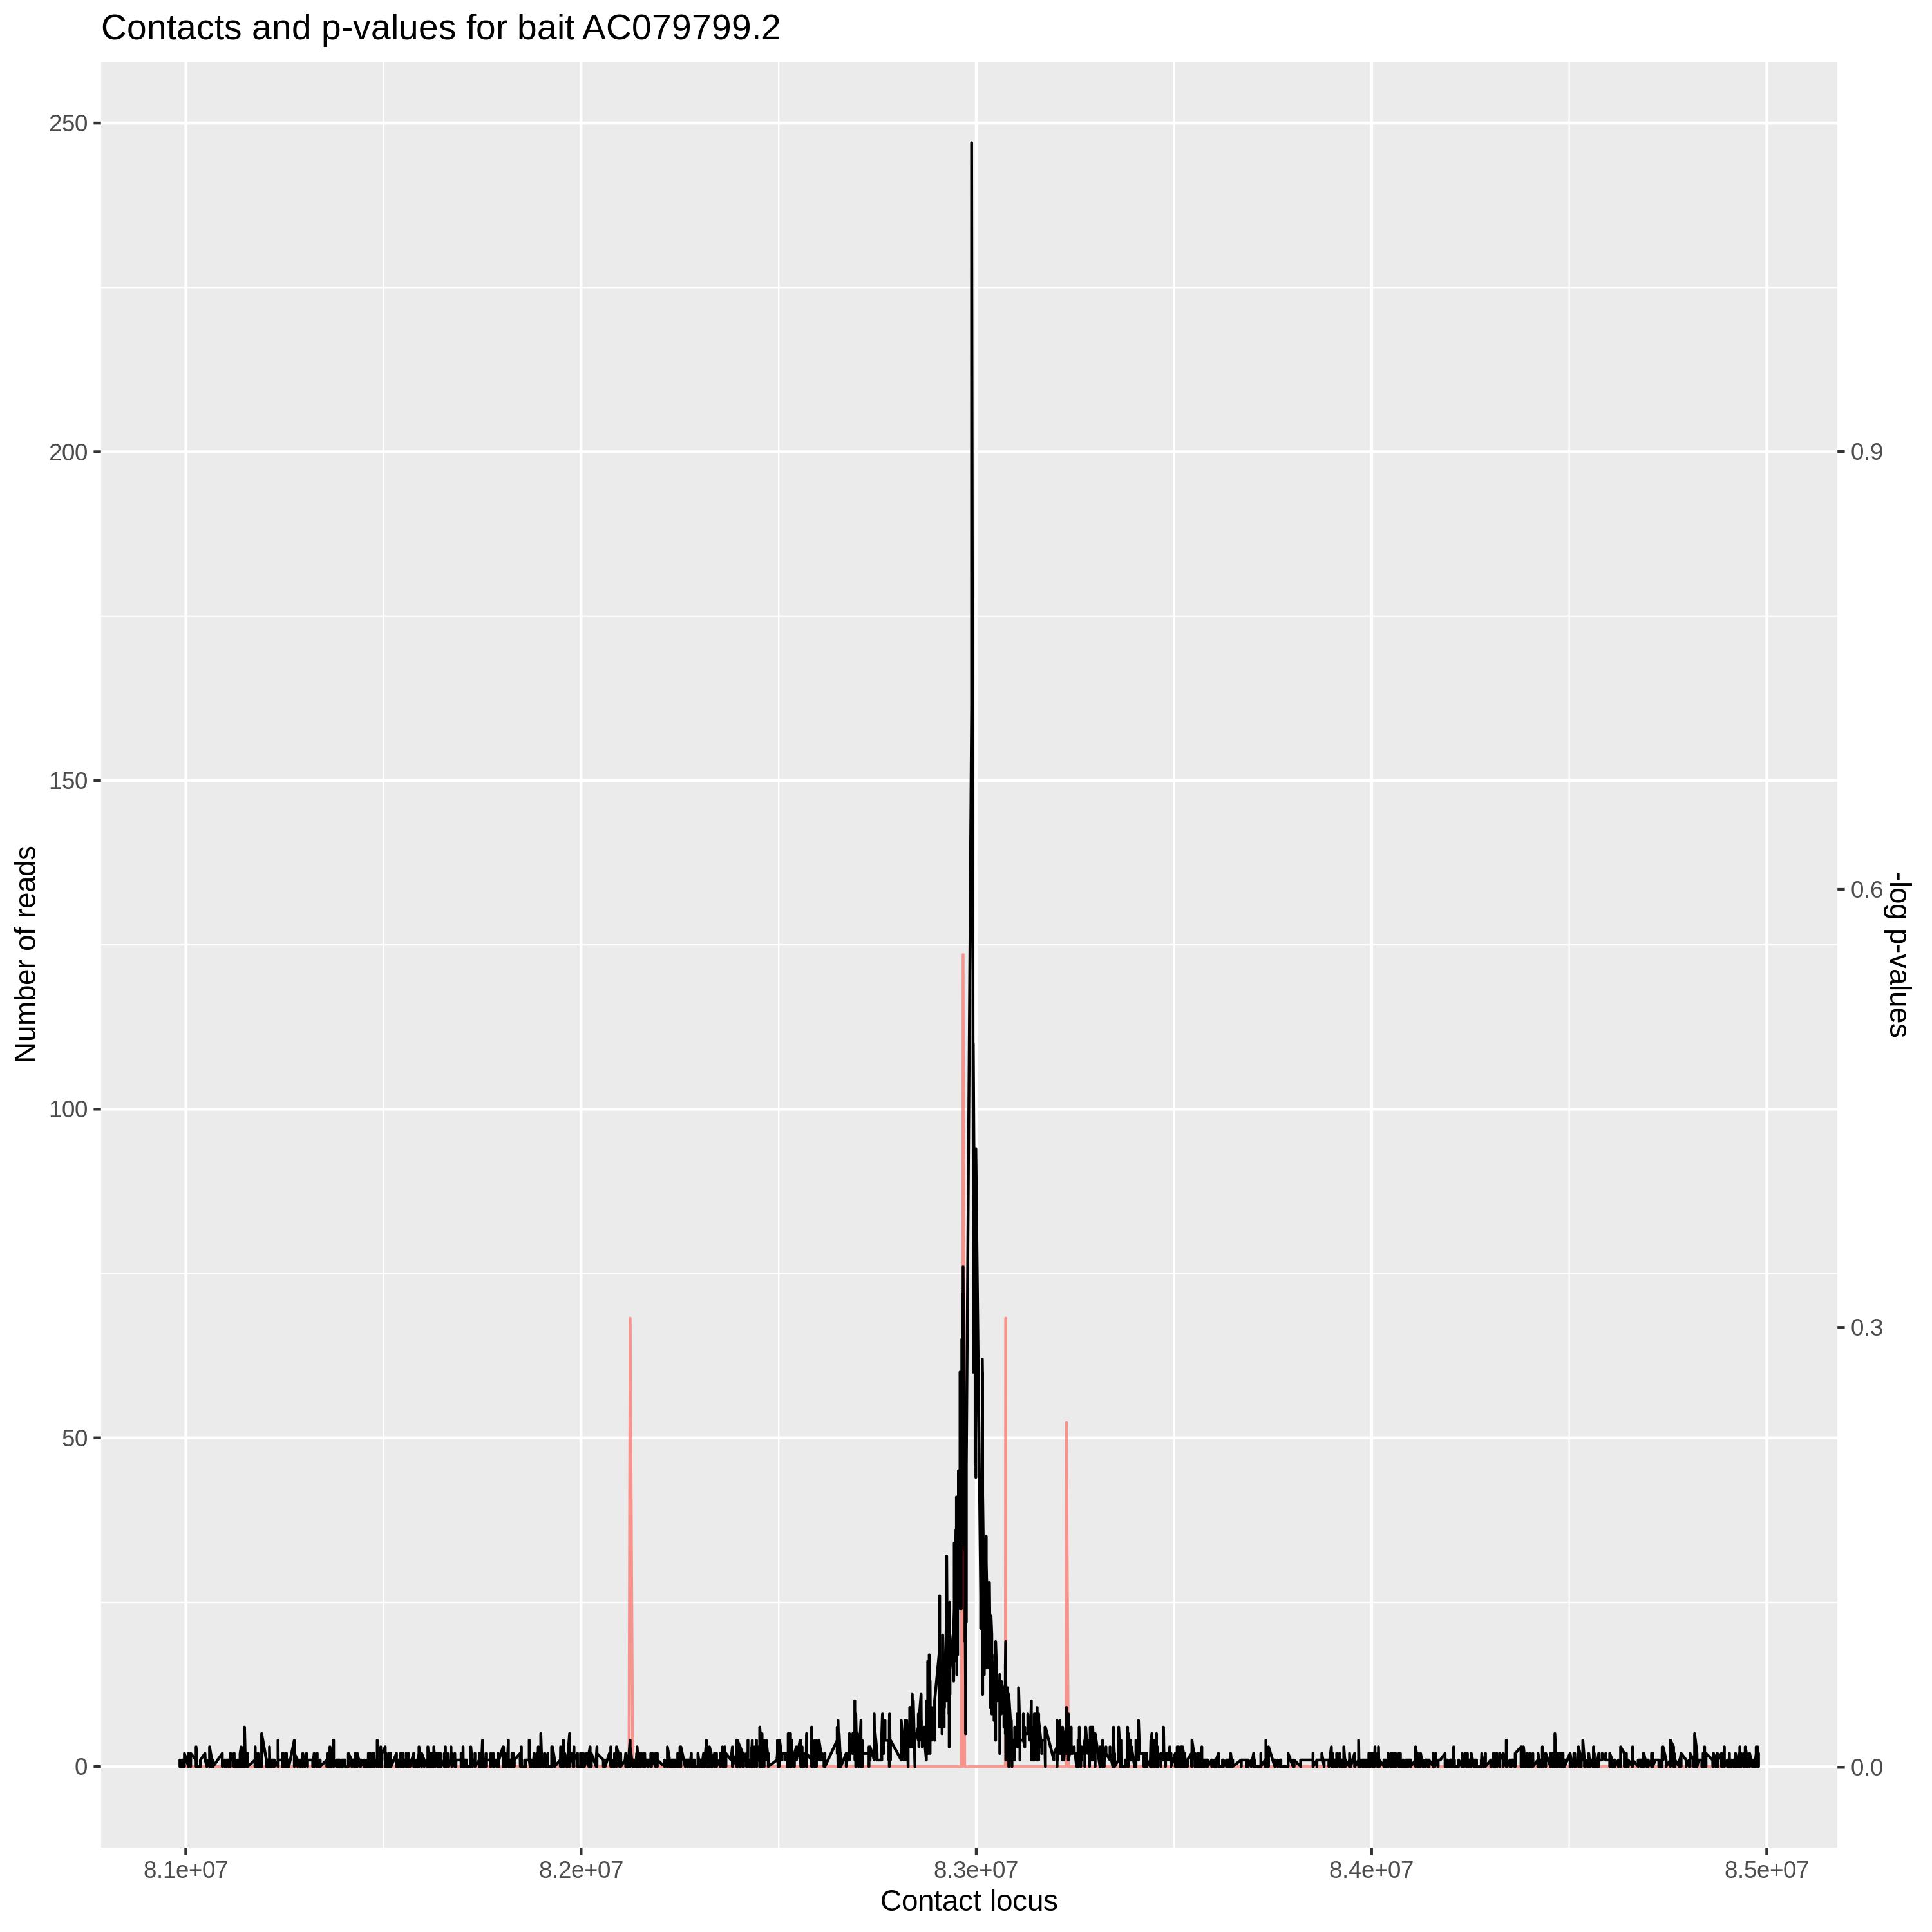 Contacts and p-values for bait AC079799.2
250
200
150
100
50
0
Number of reads
0.9
0.6
0.3
0.0
-log p-values
8.1e+07 8.2e+07 8.3e+07 8.4e+07 8.5e+07
Contact locus